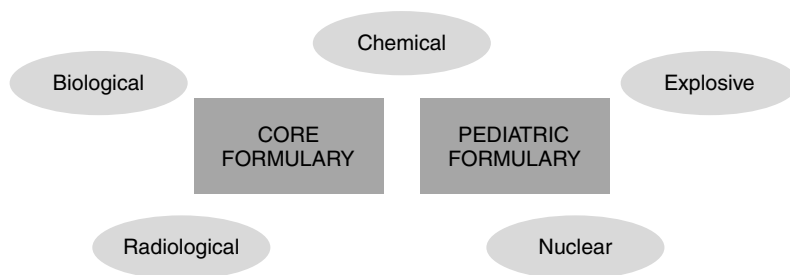 Chemical
Biological
Explosive
CORE
FORMULARY
PEDIATRIC
FORMULARY
Radiological
Nuclear